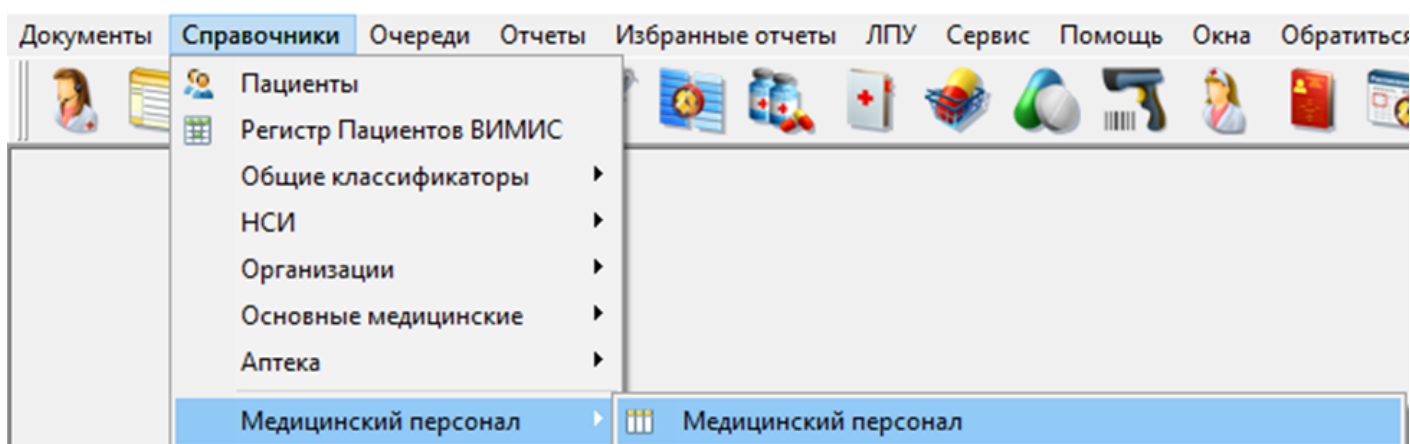 Документы Справочники Очереди Отчеты Избранные отчеты ЛПУ Сервис Помощь Окна Обратиться
Пациенты
Регистр Пациентов ВИМИС
Общие классификаторы
НСИ
Организации
Основные медицинские
Аптека
Медицинский персонал Медицинский персонал